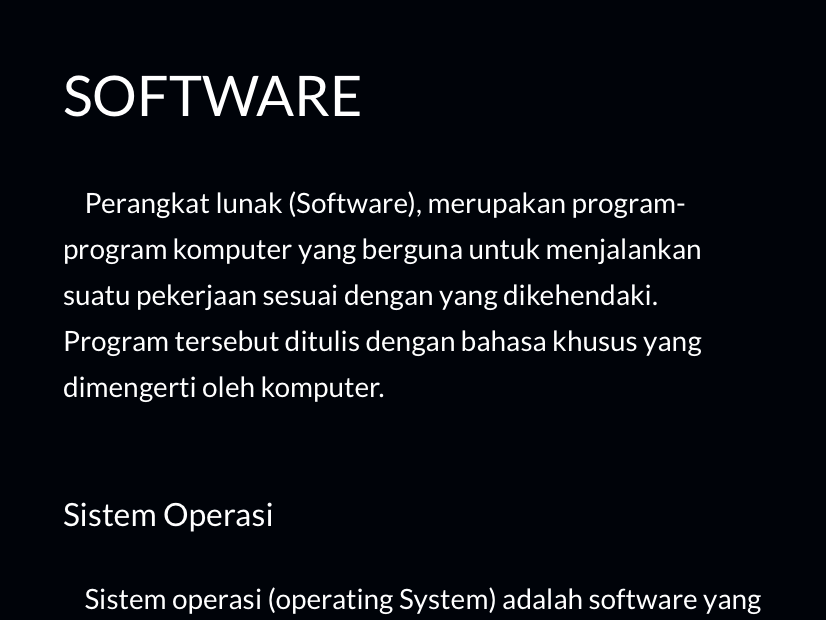 SOFTWARE
Perangkat lunak (Software), merupakan program-
program komputer yang berguna untuk menjalankan
suatu pekerjaan sesuai dengan yang dikehendaki.
Program tersebut ditulis dengan bahasa khusus yang
dimengerti oleh komputer.
Sistem Operasi
Sistem operasi (operating System) adalah software yang